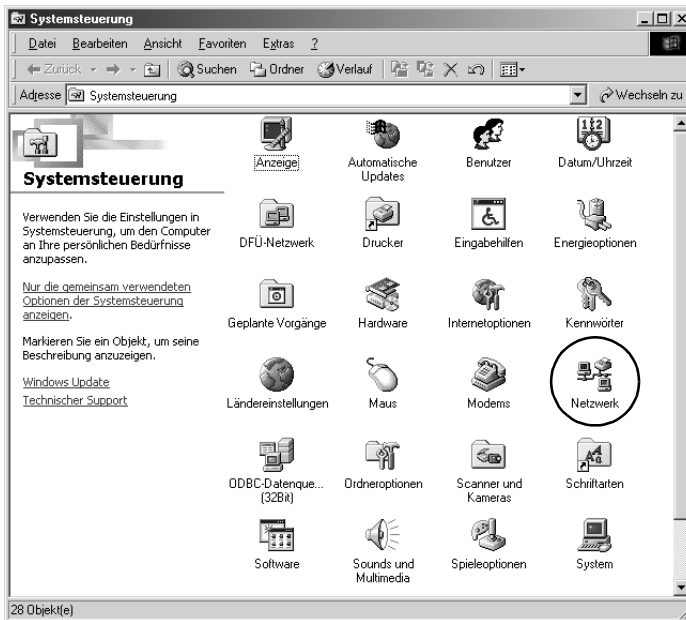 Systemsteuerung
Datei Bearbeiten Ansicht Favoriten Extras ?
Zurück Suchen Ordner Verlauf
Adresse Systemsteuerung Wechseln zu
Systemsteuerung
Verwenden Sie die Einstellungen in
Systemsteuerung, um den Computer
an Ihre persönlichen Bedürfnisse
anzupassen.
Nur die gemeinsam verwendeten
Optionen der Systemsteuerung
anzeigen.
Markieren Sie ein Objekt, um seine
Beschreibung anzuzeigen.
Windows Update
Technischer Support
Anzeige
Automatische
Updates
Benutzer
12
Datum/Uhrzeit
DFÜ-Netzwerk
Drucker
Eingabehilfen
Energieoptionen
Geplante Vorgänge
Hardware
Internetoptionen
Kennwörter
Ländereinstellungen
Maus
Modems
Netzwerk
ODBC-Datenque...
(32Bit)
Ordneroptionen
Scanner und
Kameras
Schriftarten
Software
Sounds und
Multimedia
Spieleoptionen
System
28 Objekt(e)